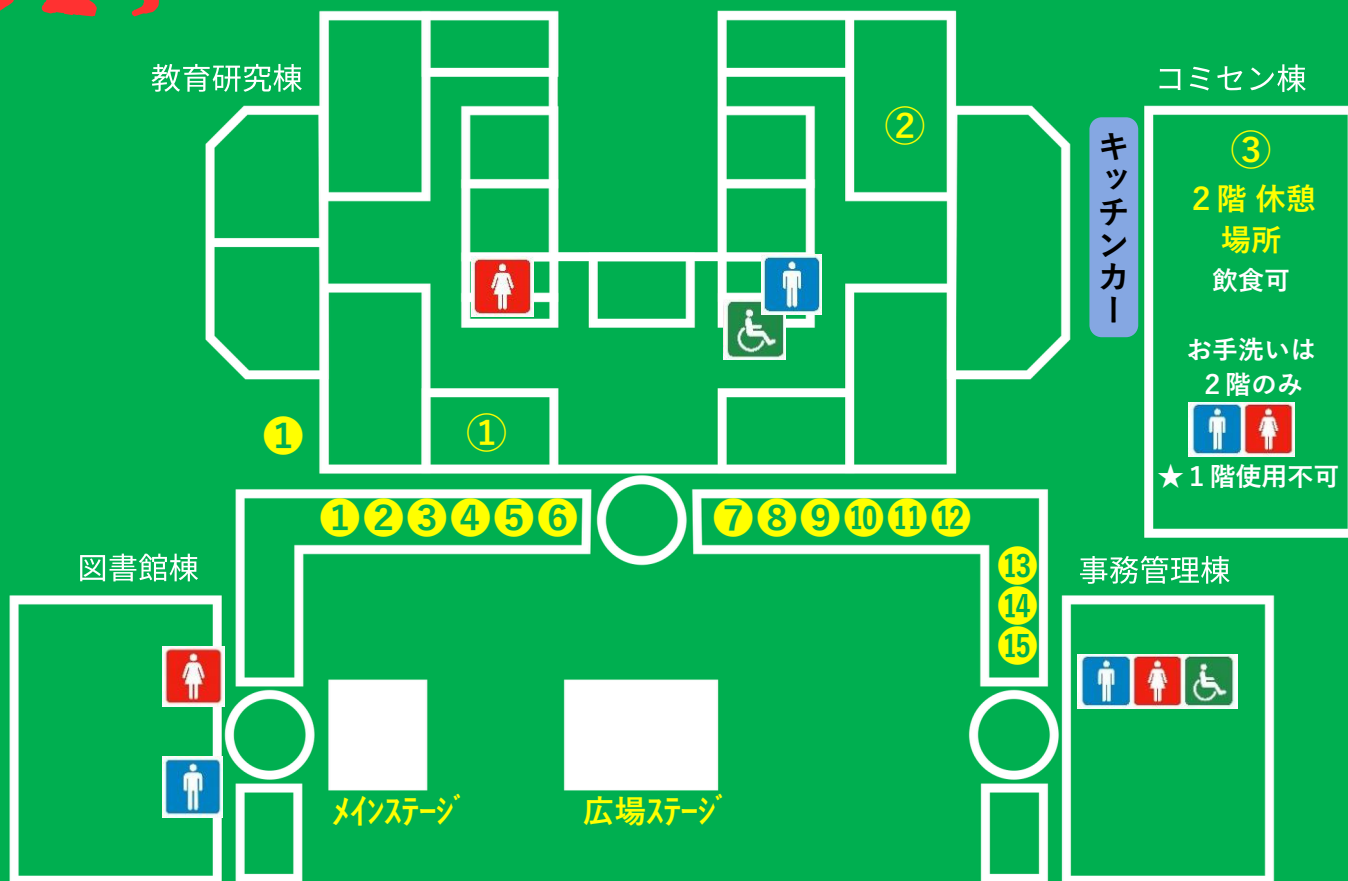 教育研究棟
コミセン棟
②
キッチンカー
③
2階 休憩
場所
飲食可
お手洗いは
2階のみ
★1階使用不可
❶
①
❶❷❸❹❺❻
❼❽❾❿⓫⓬
⓭
⓮
⓯
図書館棟
事務管理棟
メインステージ
広場ステージ